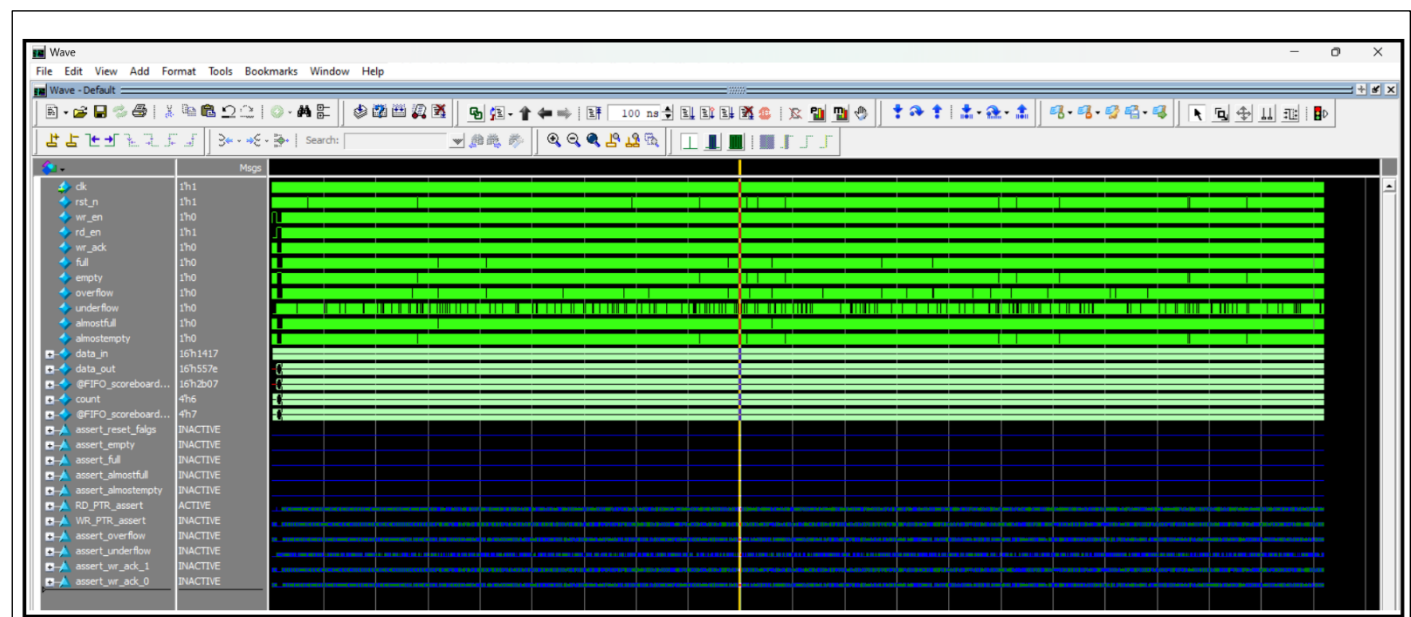 Wave
File Edit View Add Format Tools Bookmarks Window Help
Wave - Default
100 ns
Search:
Msgs
clk 1'h1
rst_n 1'h1
wr_en 1'h0
rd_en 1'h1
wr_ack 1'h0
full 1'h0
empty 1'h0
overflow 1'h0
underflow 1'h0
almostfull 1'h0
almostempty 1'h0
data_in 16'h1417
data_out 16'h557e
@FIFO_scoreboard... 16'h2b07
count 4'h6
@FIFO_scoreboard... 4'h7
assert_reset_falgs INACTIVE
assert_empty INACTIVE
assert_full INACTIVE
assert_almostfull INACTIVE
assert_almostempty INACTIVE
RD_PTR_assert ACTIVE
WR_PTR_assert INACTIVE
assert_overflow INACTIVE
assert_underflow INACTIVE
assert_wr_ack_1 INACTIVE
assert_wr_ack_0 INACTIVE